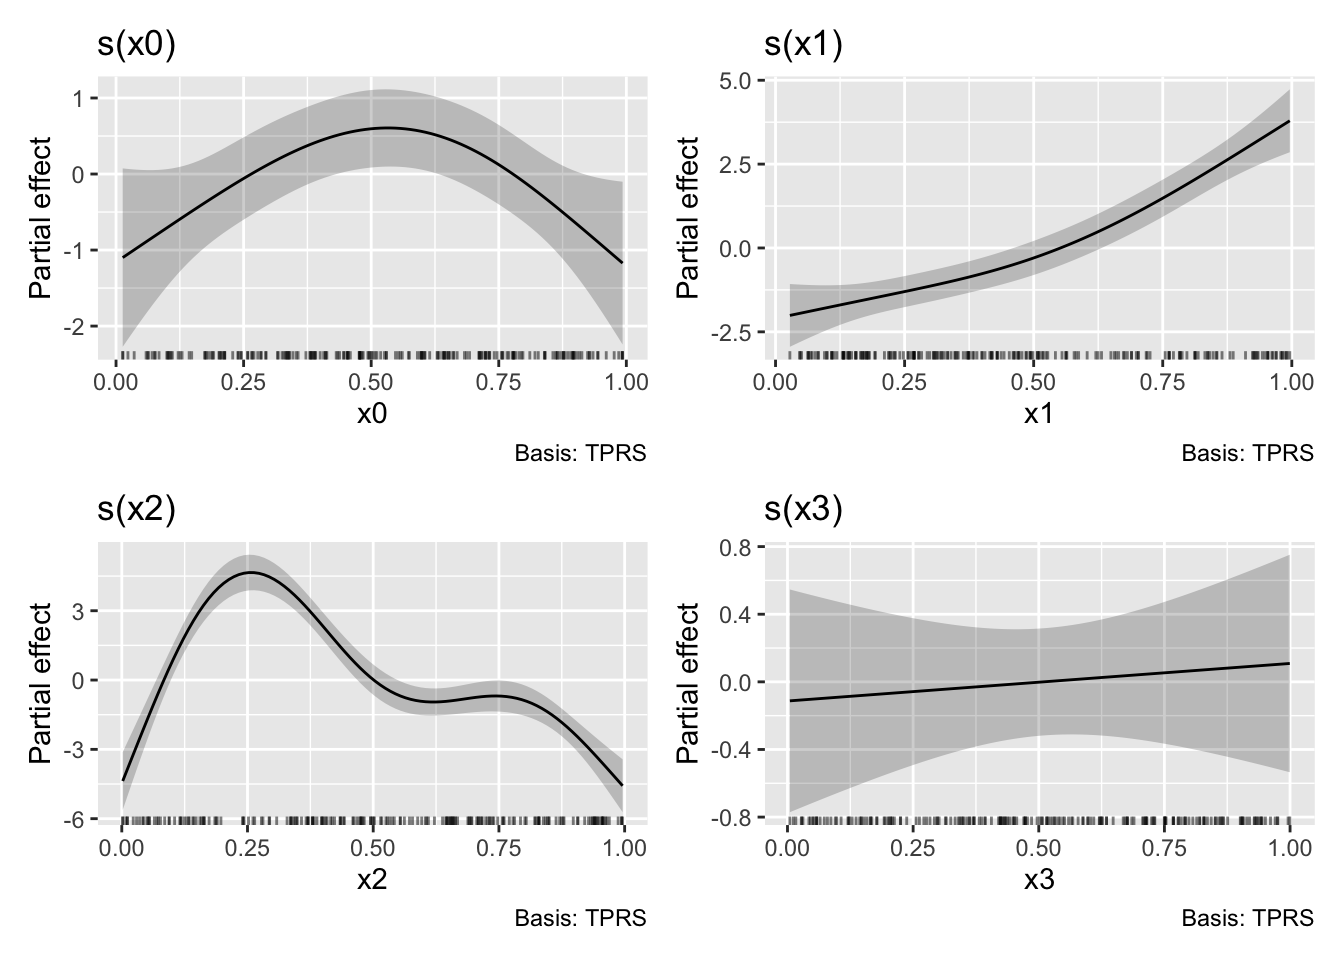 s(x0)
Partial effect
1
0
-1
-2
0.00 0.25 0.50 0.75 1.00
x0
Basis: TPRS
s(x1)
Partial effect
5.0
2.5
0.0
-2.5
0.00 0.25 0.50 0.75 1.00
x1
Basis: TPRS
s(x2)
Partial effect
3
0
-3
-6
0.00 0.25 0.50 0.75 1.00
x2
Basis: TPRS
s(x3)
Partial effect
0.8
0.4
0.0
-0.4
-0.8
0.00 0.25 0.50 0.75 1.00
x3
Basis: TPRS